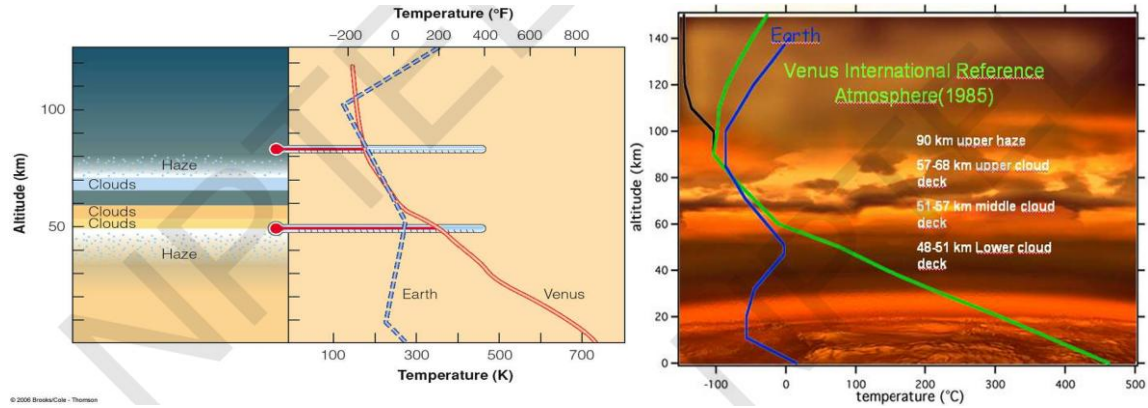 Temperature (°F)
−200 0 200 400 600 800
100
50
Altitude (km)
Haze
Clouds
Clouds
Clouds
Haze
Earth
Venus
100 300 500 700
Temperature (K)
© 2006 Brooks/Cole - Thomson
NPTEL
140
120
100
80
60
40
20
0
altitude (km)
Earth
Venus International Reference
Atmosphere(1985)
90 km upper haze
57-68 km upper cloud
deck
51-57 km middle cloud
deck
48-51 km Lower cloud
deck
-100 0 100 200 300 400 500
temperature (°C)